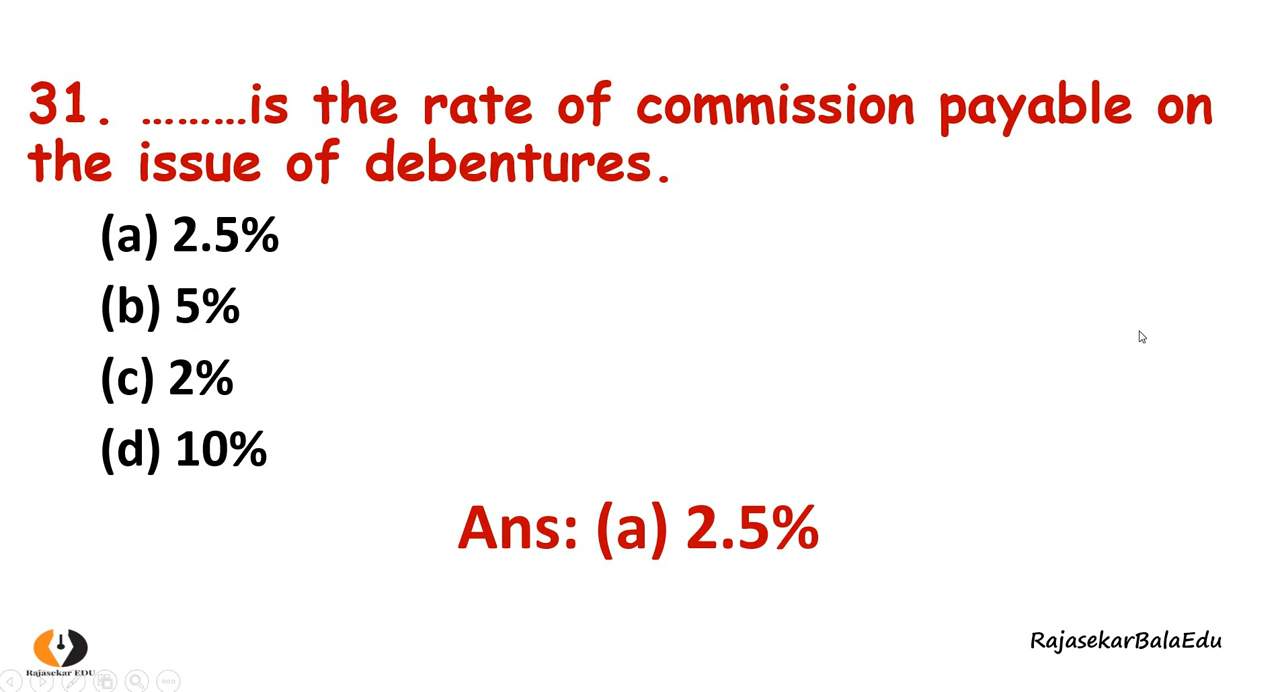 31. .........is the rate of commission payable on
the issue of debentures.
(a) 2.5%
(b) 5%
(c) 2%
(d) 10%
Ans: (a) 2.5%
RajasekarBalaEdu
Rajasekar EDU